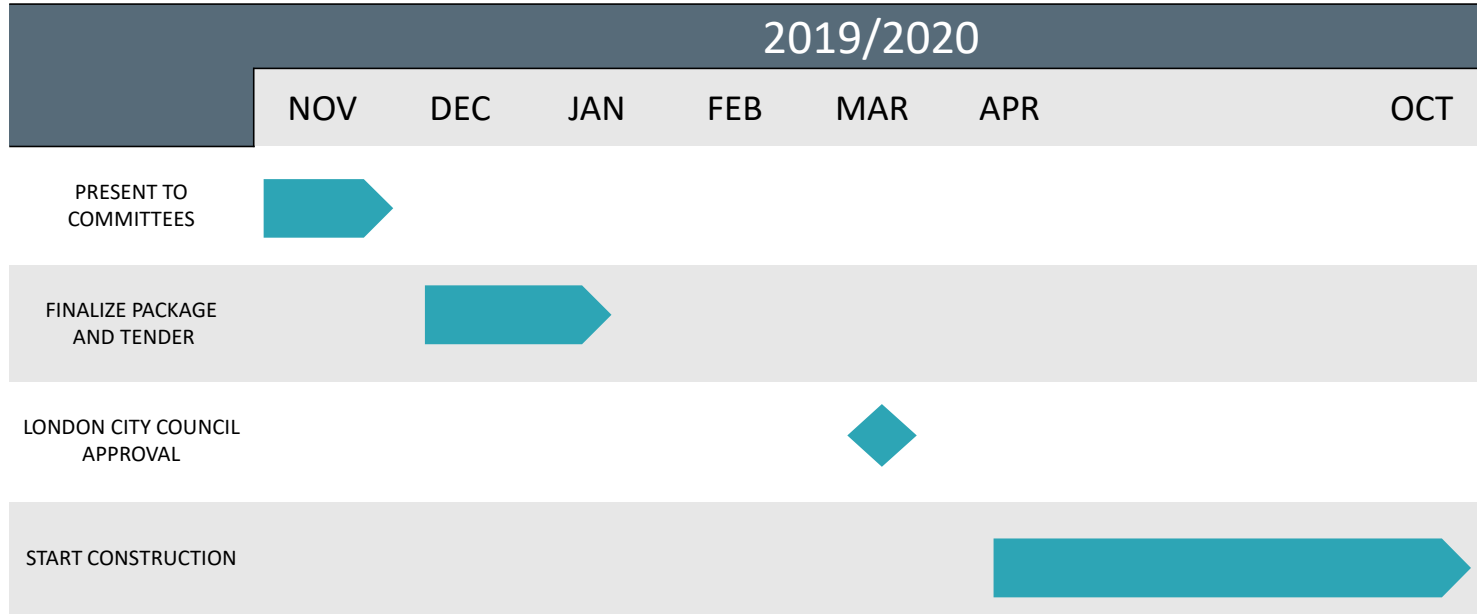 2019/2020
NOV DEC JAN FEB MAR APR OCT
PRESENT TO
COMMITTEES
FINALIZE PACKAGE
AND TENDER
LONDON CITY COUNCIL
APPROVAL
START CONSTRUCTION